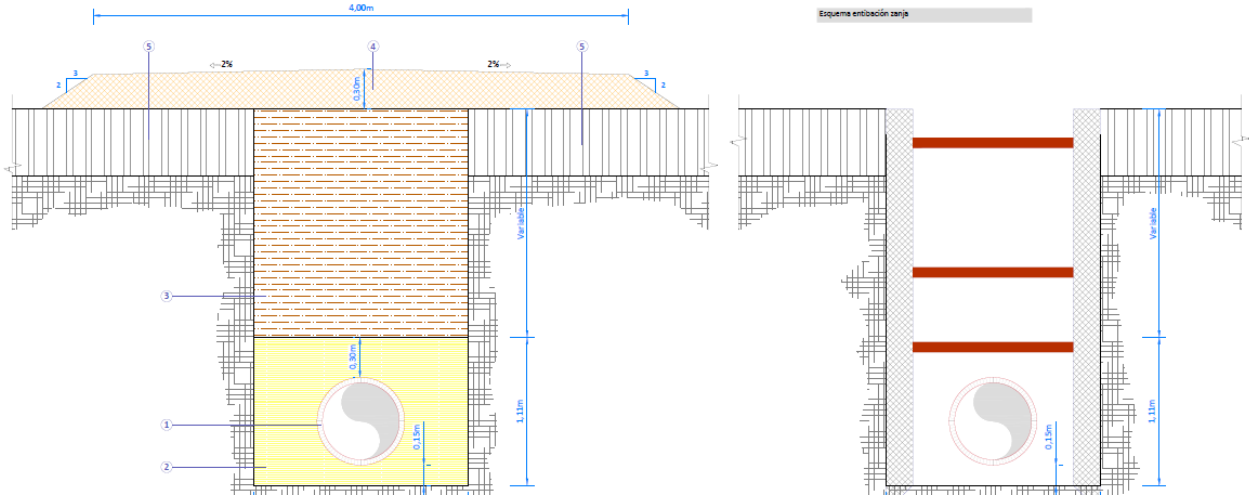 4,00m
Esquema entibación zanja
5
4
5
2%
2%
3
2
3
2
0,30m
Variable
Variable
3
0,30m
1
1,11m
1,11m
0,15m
0,15m
2